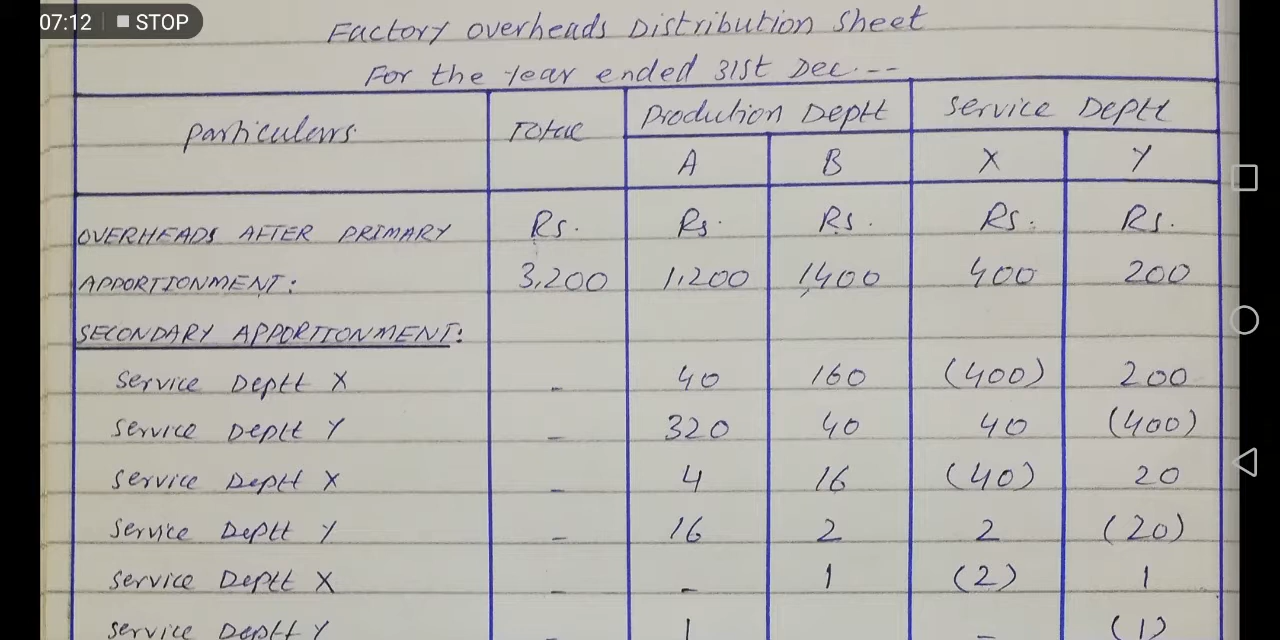 07:12 STOP
Factory overheads Distribution Sheet
For the year ended 31st Dec. --
Particulars Total Prodution Deptt Service Deptt
A B X Y
OVERHEADS AFTER PRIMARY Rs. Rs. Rs. Rs. Rs.
APPORTIONMENT: 3,200 1,200 1,400 400 200
SECONDARY APPORTIONMENT:
Service Deptt X - 40 160 (400) 200
Service Deptt Y - 320 40 40 (400)
Service Deptt X - 4 16 (40) 20
Service Deptt Y - 16 2 2 (20)
Service Deptt X - - 1 (2) 1
Service Deptt Y - 1 - (1)